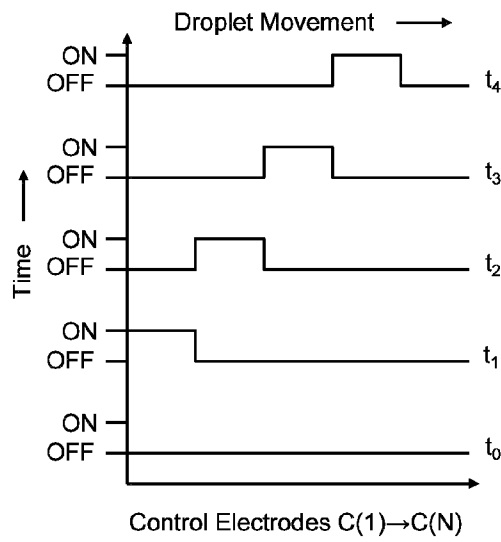 Droplet Movement →
ON
OFF t₄
ON
OFF t₃
ON
OFF t₂
ON
OFF t₁
ON
OFF t₀
Time →
Control Electrodes C(1)→C(N)